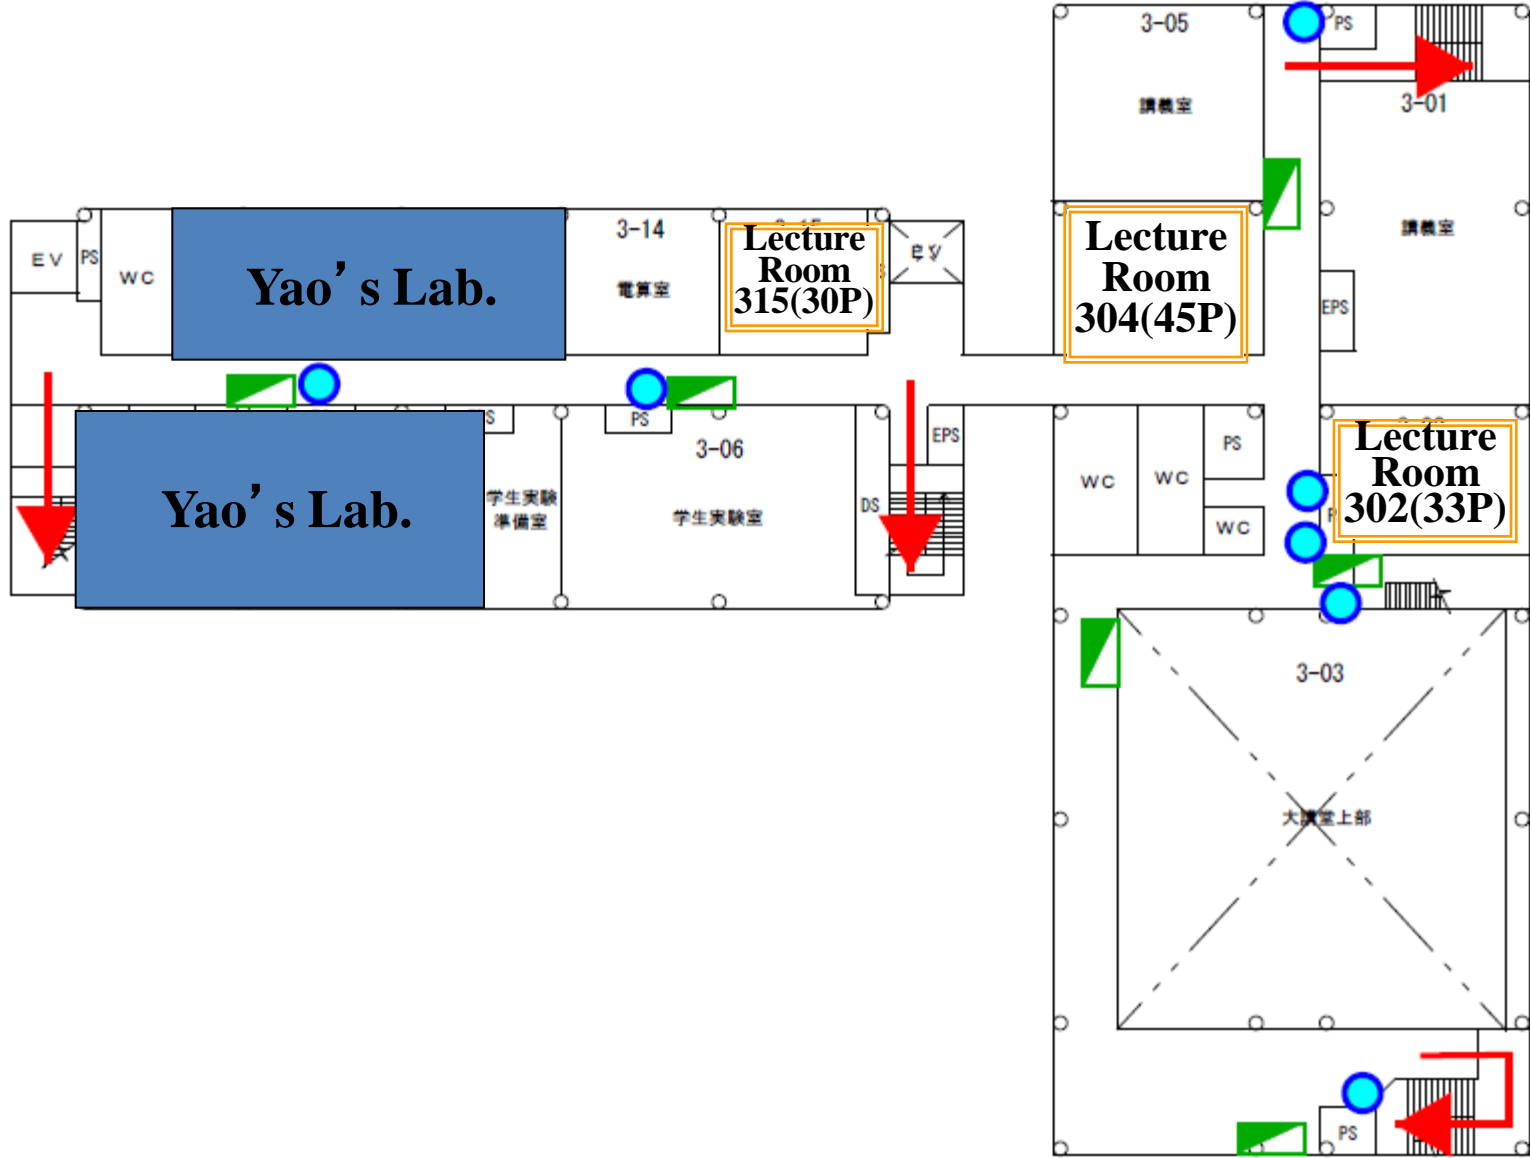 3-05
講義室
PS
3-01
講義室
EPS
EV
PS
WC
Yao’s Lab.
3-14
電算室
Lecture
Room
315(30P)
EV
Lecture
Room
304(45P)
Yao’s Lab.
学生実験
準備室
PS
3-06
学生実験室
DS
EPS
WC
WC
PS
WC
Lecture
Room
302(33P)
3-03
大講堂上部
PS